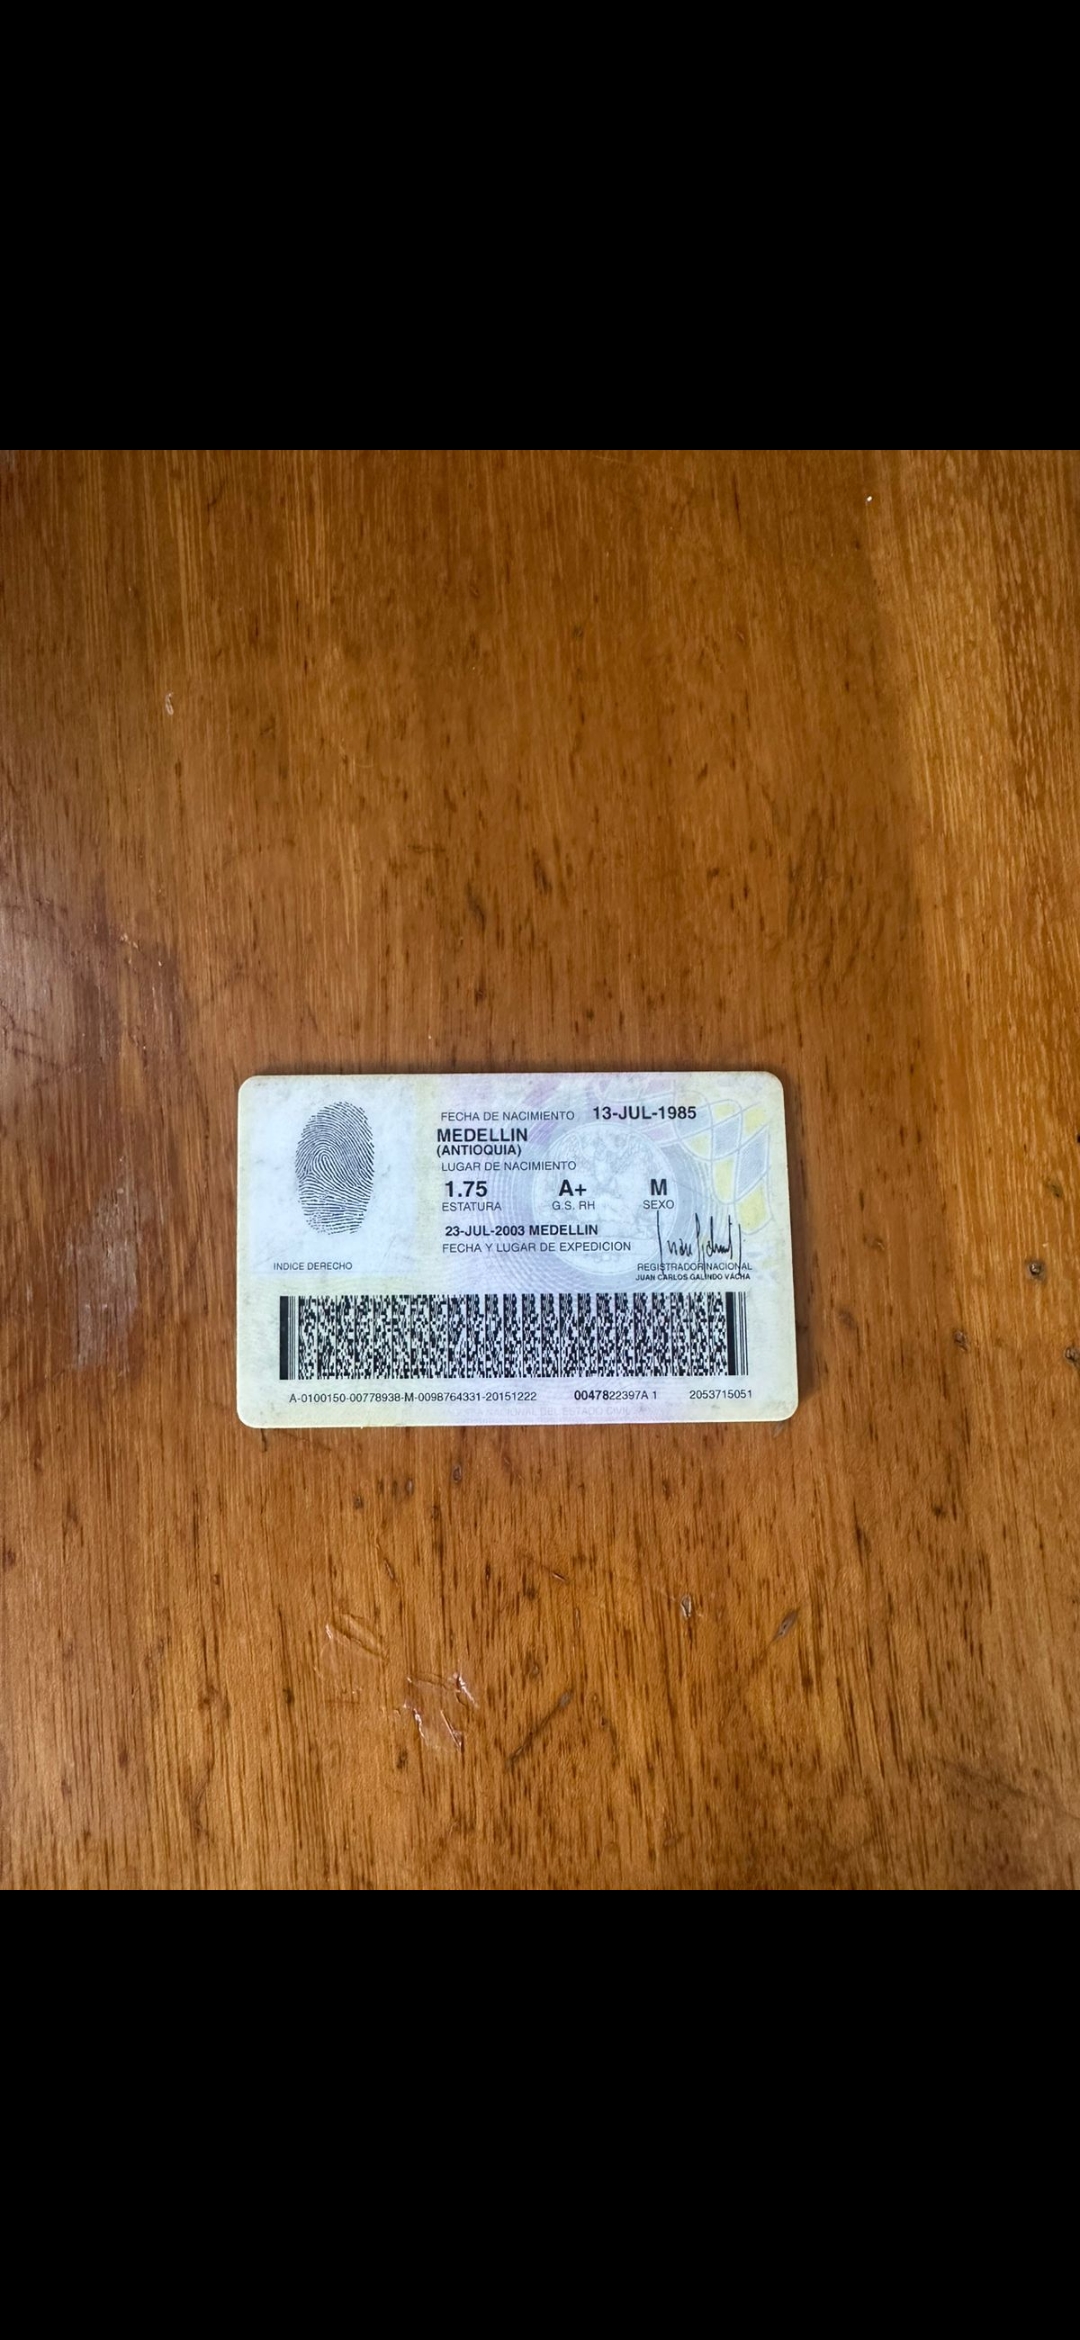 FECHA DE NACIMIENTO 13-JUL-1985
MEDELLIN
(ANTIOQUIA)
LUGAR DE NACIMIENTO
1.75 A+ M
ESTATURA G.S. RH SEXO
23-JUL-2003 MEDELLIN
FECHA Y LUGAR DE EXPEDICION
INDICE DERECHO
REGISTRADOR NACIONAL
JUAN CARLOS GALINDO VACHA
A-0100150-00778938-M-0098764331-20151222 0047822397A 1 2053715051